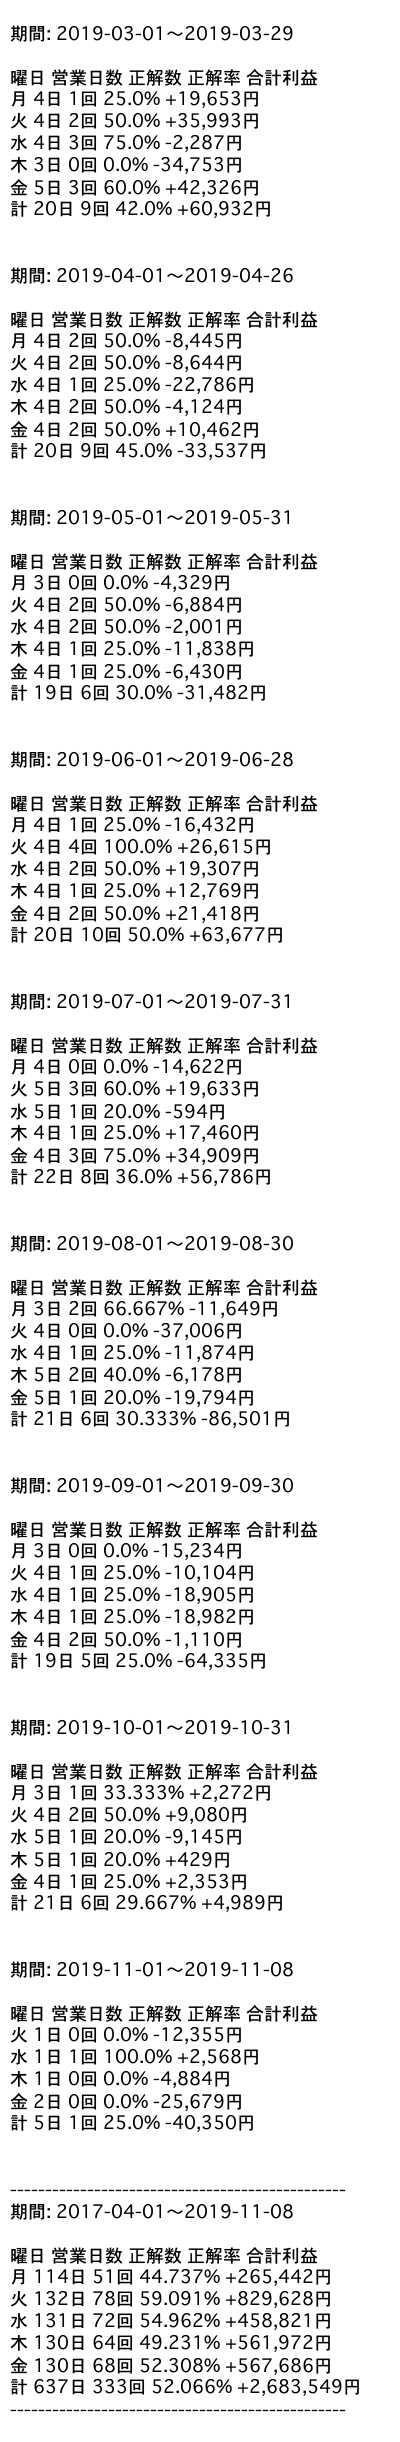 期間: 2019-03-01～2019-03-29
曜日 営業日数 正解数 正解率 合計利益
月 4日 1回 25.0% +19,653円
火 4日 2回 50.0% +35,993円
水 4日 3回 75.0% -2,287円
木 3日 0回 0.0% -34,753円
金 5日 3回 60.0% +42,326円
計 20日 9回 42.0% +60,932円
期間: 2019-04-01～2019-04-26
曜日 営業日数 正解数 正解率 合計利益
月 4日 2回 50.0% -8,445円
火 4日 2回 50.0% -8,644円
水 4日 1回 25.0% -22,786円
木 4日 2回 50.0% -4,124円
金 4日 2回 50.0% +10,462円
計 20日 9回 45.0% -33,537円
期間: 2019-05-01～2019-05-31
曜日 営業日数 正解数 正解率 合計利益
月 3日 0回 0.0% -4,329円
火 4日 2回 50.0% -6,884円
水 4日 2回 50.0% -2,001円
木 4日 1回 25.0% -11,838円
金 4日 1回 25.0% -6,430円
計 19日 6回 30.0% -31,482円
期間: 2019-06-01～2019-06-28
曜日 営業日数 正解数 正解率 合計利益
月 4日 1回 25.0% -16,432円
火 4日 4回 100.0% +26,615円
水 4日 2回 50.0% +19,307円
木 4日 1回 25.0% +12,769円
金 4日 2回 50.0% +21,418円
計 20日 10回 50.0% +63,677円
期間: 2019-07-01～2019-07-31
曜日 営業日数 正解数 正解率 合計利益
月 4日 0回 0.0% -14,622円
火 5日 3回 60.0% +19,633円
水 5日 1回 20.0% -594円
木 4日 1回 25.0% +17,460円
金 4日 3回 75.0% +34,909円
計 22日 8回 36.0% +56,786円
期間: 2019-08-01～2019-08-30
曜日 営業日数 正解数 正解率 合計利益
月 3日 2回 66.667% -11,649円
火 4日 0回 0.0% -37,006円
水 4日 1回 25.0% -11,874円
木 5日 2回 40.0% -6,178円
金 5日 1回 20.0% -19,794円
計 21日 6回 30.333% -86,501円
期間: 2019-09-01～2019-09-30
曜日 営業日数 正解数 正解率 合計利益
月 3日 0回 0.0% -15,234円
火 4日 1回 25.0% -10,104円
水 4日 1回 25.0% -18,905円
木 4日 1回 25.0% -18,982円
金 4日 2回 50.0% -1,110円
計 19日 5回 25.0% -64,335円
期間: 2019-10-01～2019-10-31
曜日 営業日数 正解数 正解率 合計利益
月 3日 1回 33.333% +2,272円
火 4日 2回 50.0% +9,080円
水 5日 1回 20.0% -9,145円
木 5日 1回 20.0% +429円
金 4日 1回 25.0% +2,353円
計 21日 6回 29.667% +4,989円
期間: 2019-11-01～2019-11-08
曜日 営業日数 正解数 正解率 合計利益
火 1日 0回 0.0% -12,355円
水 1日 1回 100.0% +2,568円
木 1日 0回 0.0% -4,884円
金 2日 0回 0.0% -25,679円
計 5日 1回 25.0% -40,350円
------------------------------------------------
期間: 2017-04-01～2019-11-08
曜日 営業日数 正解数 正解率 合計利益
月 114日 51回 44.737% +265,442円
火 132日 78回 59.091% +829,628円
水 131日 72回 54.962% +458,821円
木 130日 64回 49.231% +561,972円
金 130日 68回 52.308% +567,686円
計 637日 333回 52.066% +2,683,549円
------------------------------------------------